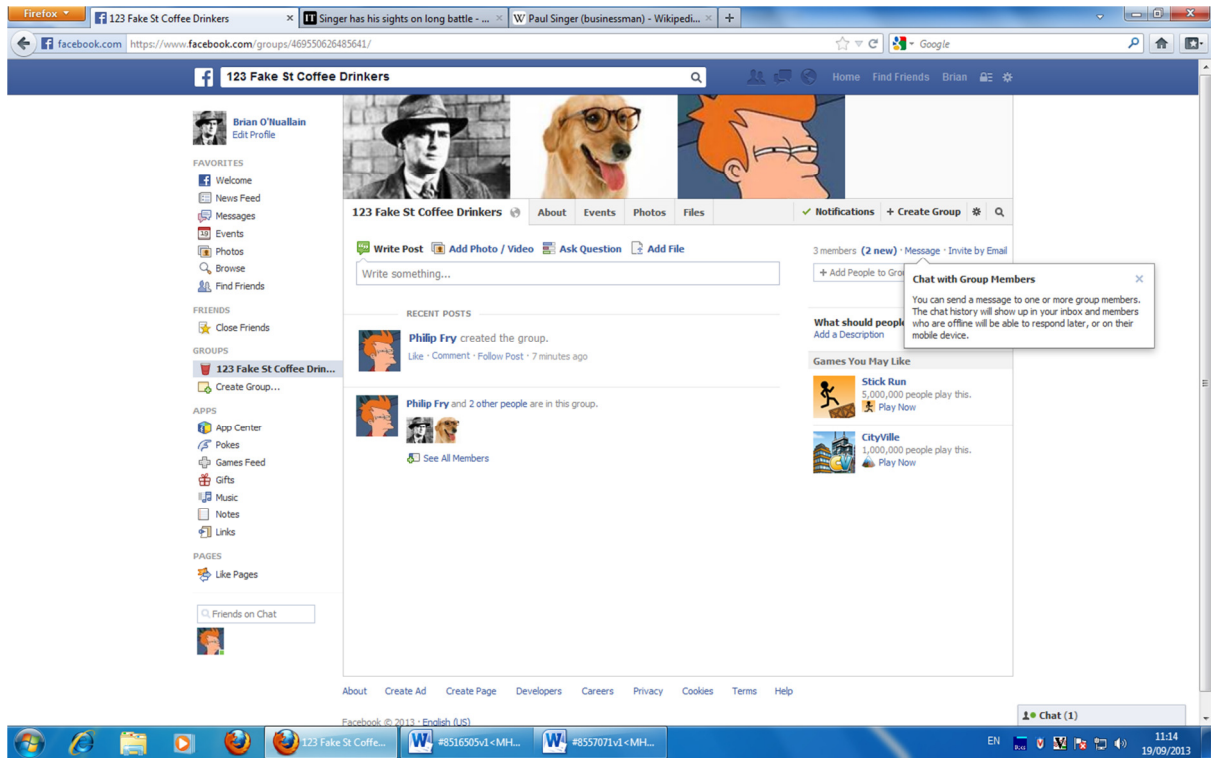 Firefox
123 Fake St Coffee Drinkers
Singer has his sights on long battle - ...
Paul Singer (businessman) - Wikipedi...
facebook.com https://www.facebook.com/groups/469550626485641/
Google
123 Fake St Coffee Drinkers
Home Find Friends Brian
Brian O'Nuallain
Edit Profile
FAVORITES
Welcome
News Feed
Messages
Events
Photos
Browse
Find Friends
FRIENDS
Close Friends
GROUPS
123 Fake St Coffee Drin...
Create Group...
APPS
App Center
Pokes
Games Feed
Gifts
Music
Notes
Links
PAGES
Like Pages
Friends on Chat
123 Fake St Coffee Drinkers About Events Photos Files
Notifications + Create Group
Write Post Add Photo / Video Ask Question Add File
Write something...
RECENT POSTS
Philip Fry created the group.
Like · Comment · Follow Post · 7 minutes ago
Philip Fry and 2 other people are in this group.
See All Members
3 members (2 new) · Message · Invite by Email
+ Add People to Grou
Chat with Group Members
You can send a message to one or more group members.
The chat history will show up in your inbox and members
who are offline will be able to respond later, or on their
mobile device.
What should people
Add a Description
Games You May Like
Stick Run
5,000,000 people play this.
Play Now
CityVille
1,000,000 people play this.
Play Now
About Create Ad Create Page Developers Careers Privacy Cookies Terms Help
Facebook © 2013 · English (US)
Chat (1)
123 Fake St Coffe...
#8516505v1<MH...
#8557071v1<MH...
EN
11:14
19/09/2013